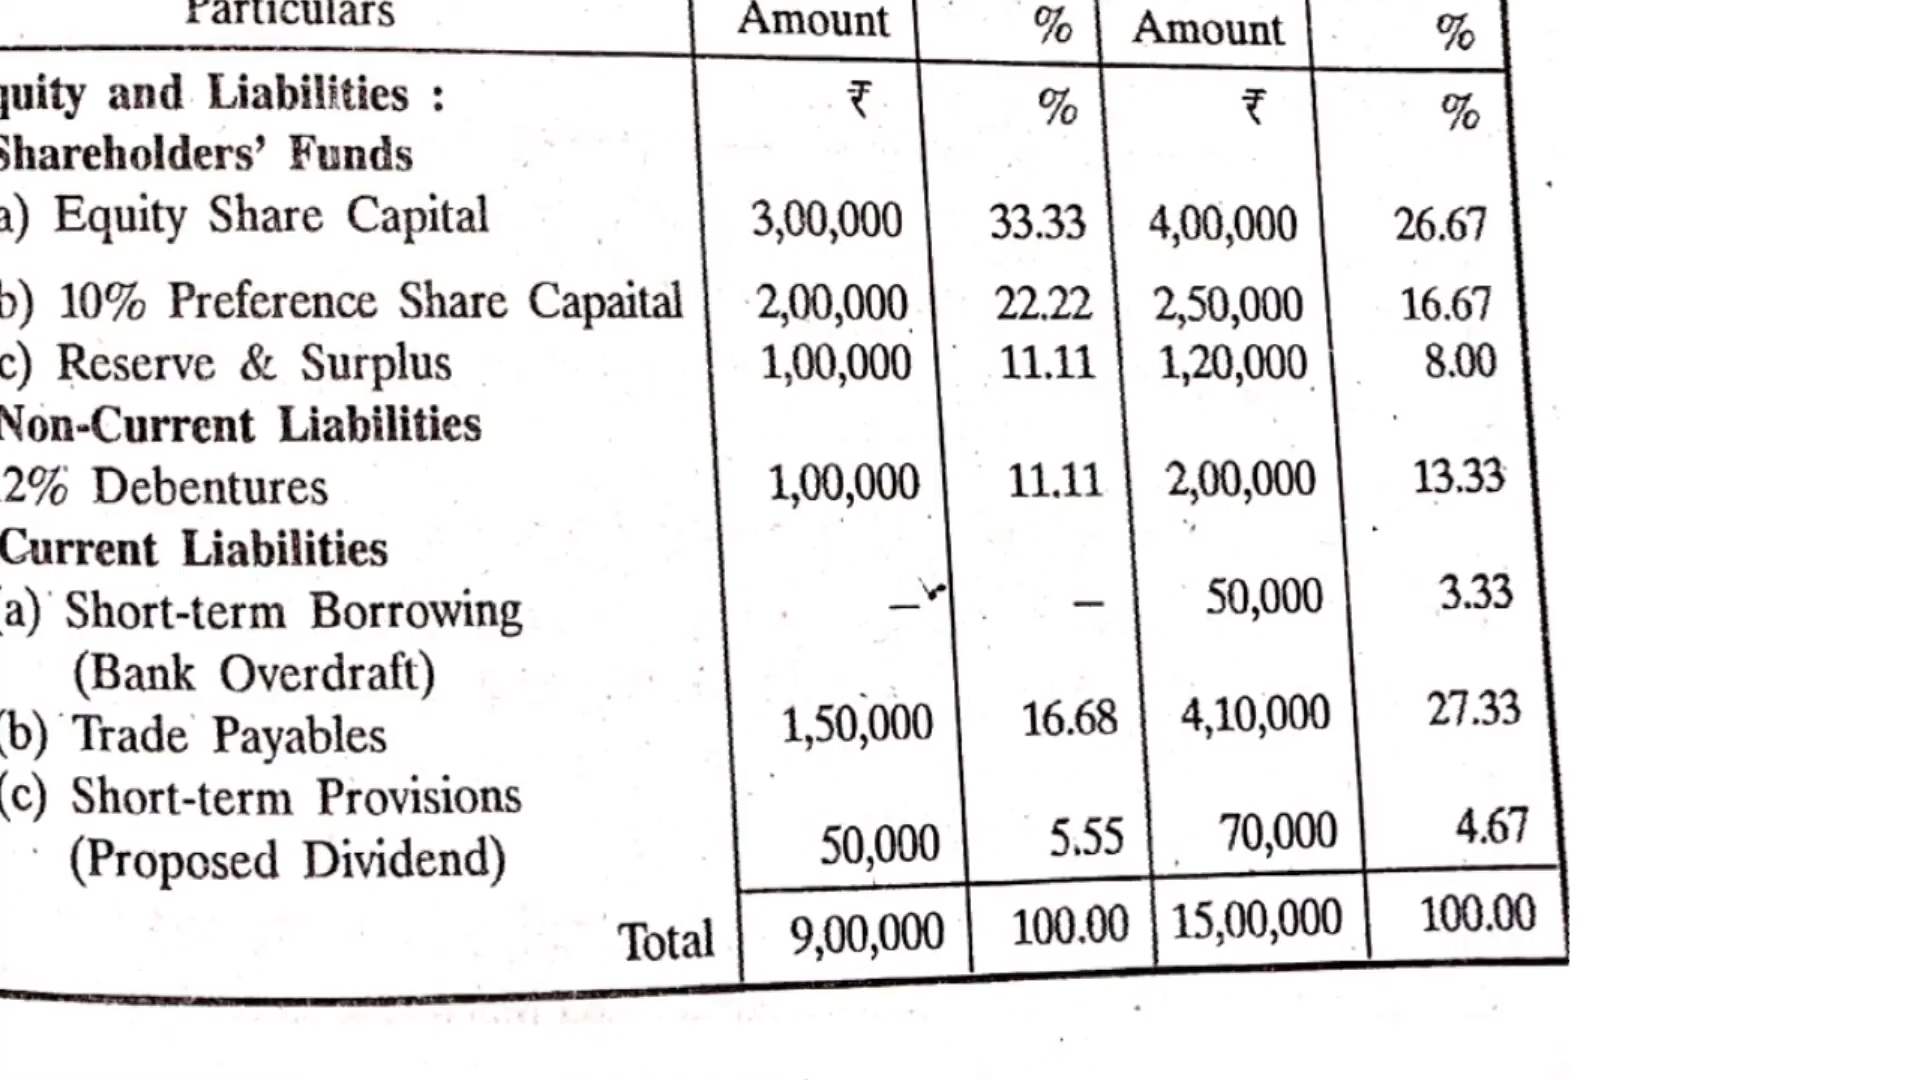 Particulars Amount % Amount %
quity and Liabilities : ₹ % ₹ %
Shareholders' Funds
a) Equity Share Capital 3,00,000 33.33 4,00,000 26.67
b) 10% Preference Share Capaital 2,00,000 22.22 2,50,000 16.67
c) Reserve & Surplus 1,00,000 11.11 1,20,000 8.00
Non-Current Liabilities
2% Debentures 1,00,000 11.11 2,00,000 13.33
Current Liabilities
(a) Short-term Borrowing – – 50,000 3.33
(Bank Overdraft)
(b) Trade Payables 1,50,000 16.68 4,10,000 27.33
(c) Short-term Provisions
(Proposed Dividend) 50,000 5.55 70,000 4.67
Total 9,00,000 100.00 15,00,000 100.00